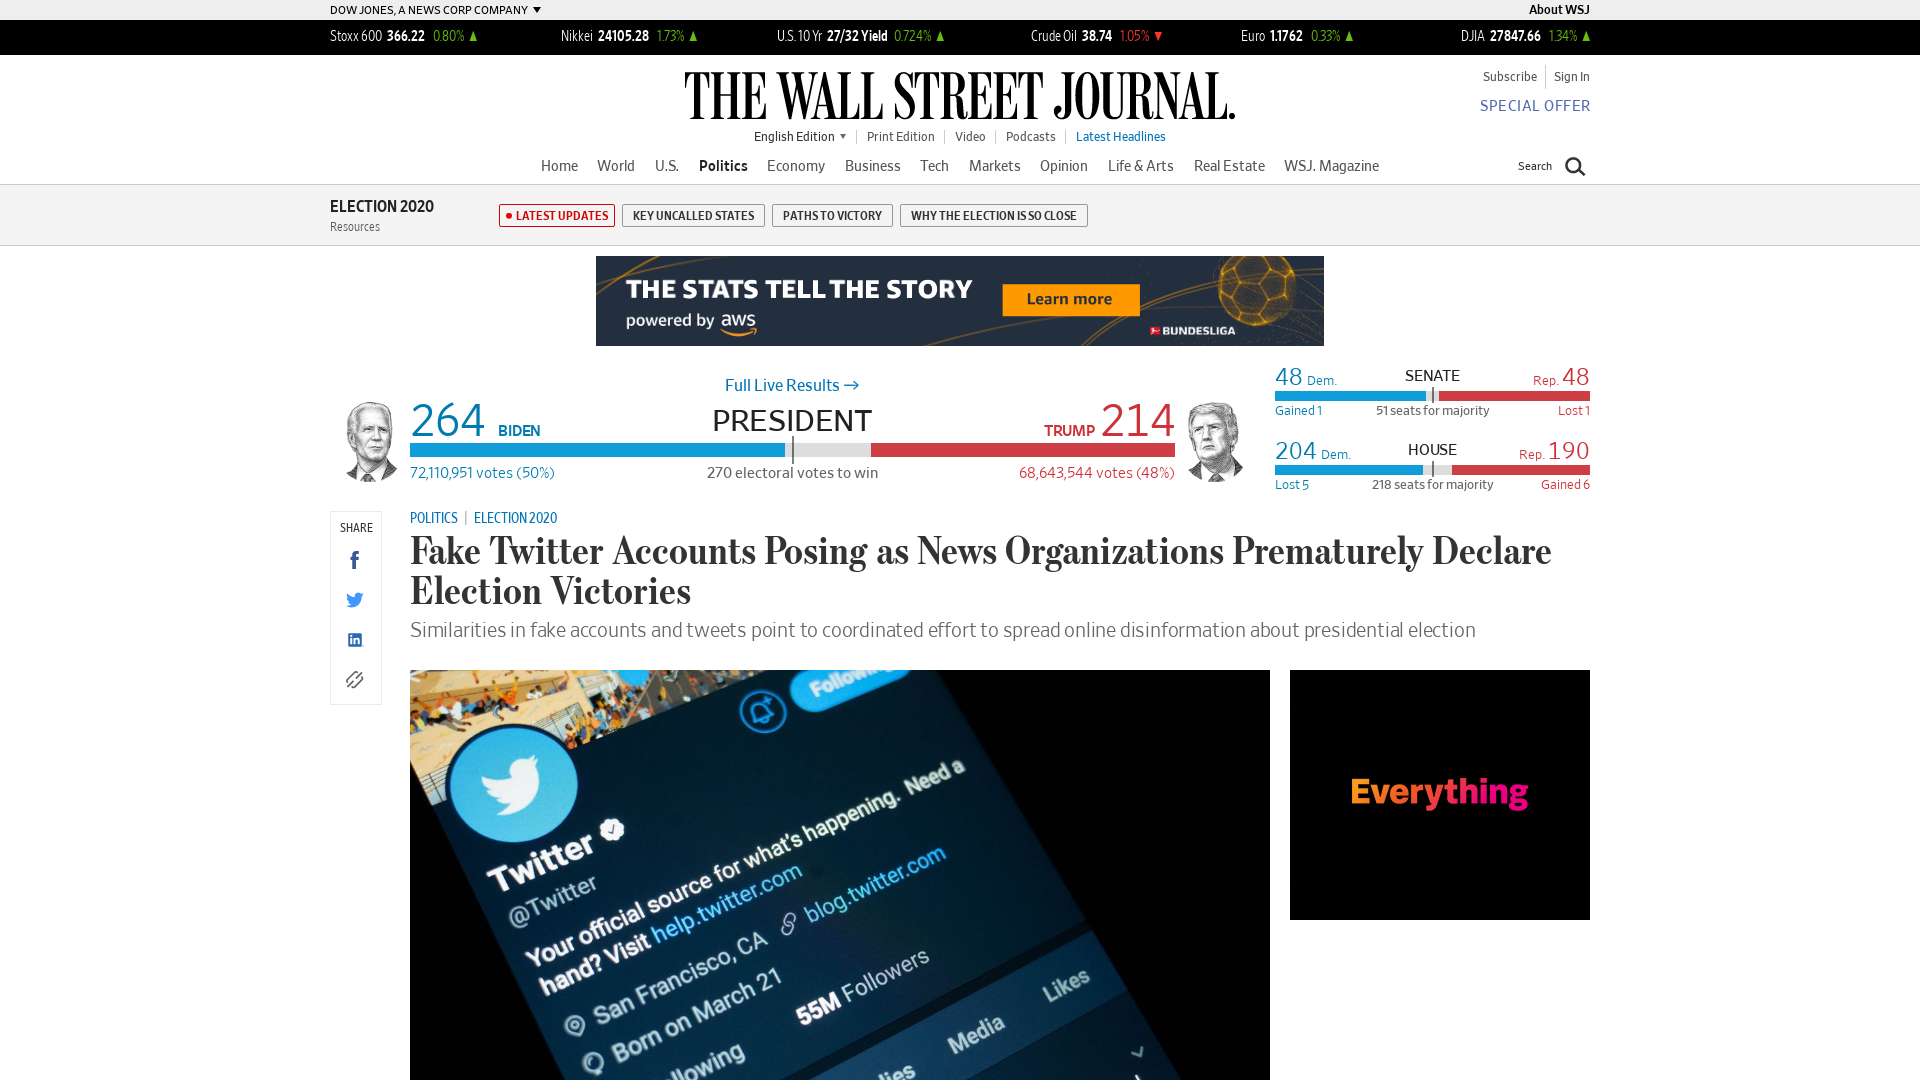 DOW JONES, A NEWS CORP COMPANY
About WSJ
Stoxx 600 366.22 0.80%
Nikkei 24105.28 1.73%
U.S. 10 Yr 27/32 Yield 0.724%
Crude Oil 38.74 1.05%
Euro 1.1762 0.33%
DJIA 27847.66 1.34%
THE WALL STREET JOURNAL.
Subscribe
Sign In
SPECIAL OFFER
English Edition
Print Edition
Video
Podcasts
Latest Headlines
Home
World
U.S.
Politics
Economy
Business
Tech
Markets
Opinion
Life & Arts
Real Estate
WSJ. Magazine
Search
ELECTION 2020
Resources
LATEST UPDATES
KEY UNCALLED STATES
PATHS TO VICTORY
WHY THE ELECTION IS SO CLOSE
THE STATS TELL THE STORY
powered by aws
Learn more
BUNDESLIGA
Full Live Results
264 BIDEN
PRESIDENT
TRUMP 214
72,110,951 votes (50%)
270 electoral votes to win
68,643,544 votes (48%)
48 Dem.
SENATE
Rep. 48
Gained 1
51 seats for majority
Lost 1
204 Dem.
HOUSE
Rep. 190
Lost 5
218 seats for majority
Gained 6
SHARE
POLITICS | ELECTION 2020
Fake Twitter Accounts Posing as News Organizations Prematurely Declare
Election Victories
Similarities in fake accounts and tweets point to coordinated effort to spread online disinformation about presidential election
Following
Twitter
@Twitter
Your official source for what's happening. Need a
hand? Visit help.twitter.com
San Francisco, CA
blog.twitter.com
Born on March 21
55M Followers
Media
Likes
Everything